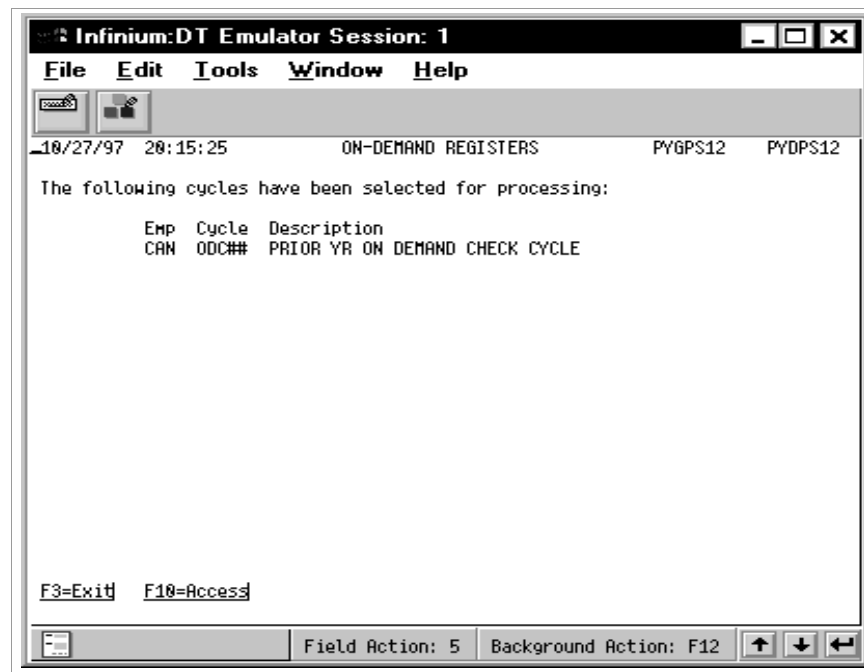 Infinium:DT Emulator Session: 1
File Edit Tools Window Help
10/27/97 20:15:25 ON-DEMAND REGISTERS PYGPS12 PYDPS12
The following cycles have been selected for processing:
Emp Cycle Description
CAN ODC## PRIOR YR ON DEMAND CHECK CYCLE
F3=Exit F10=Access
Field Action: 5 Background Action: F12